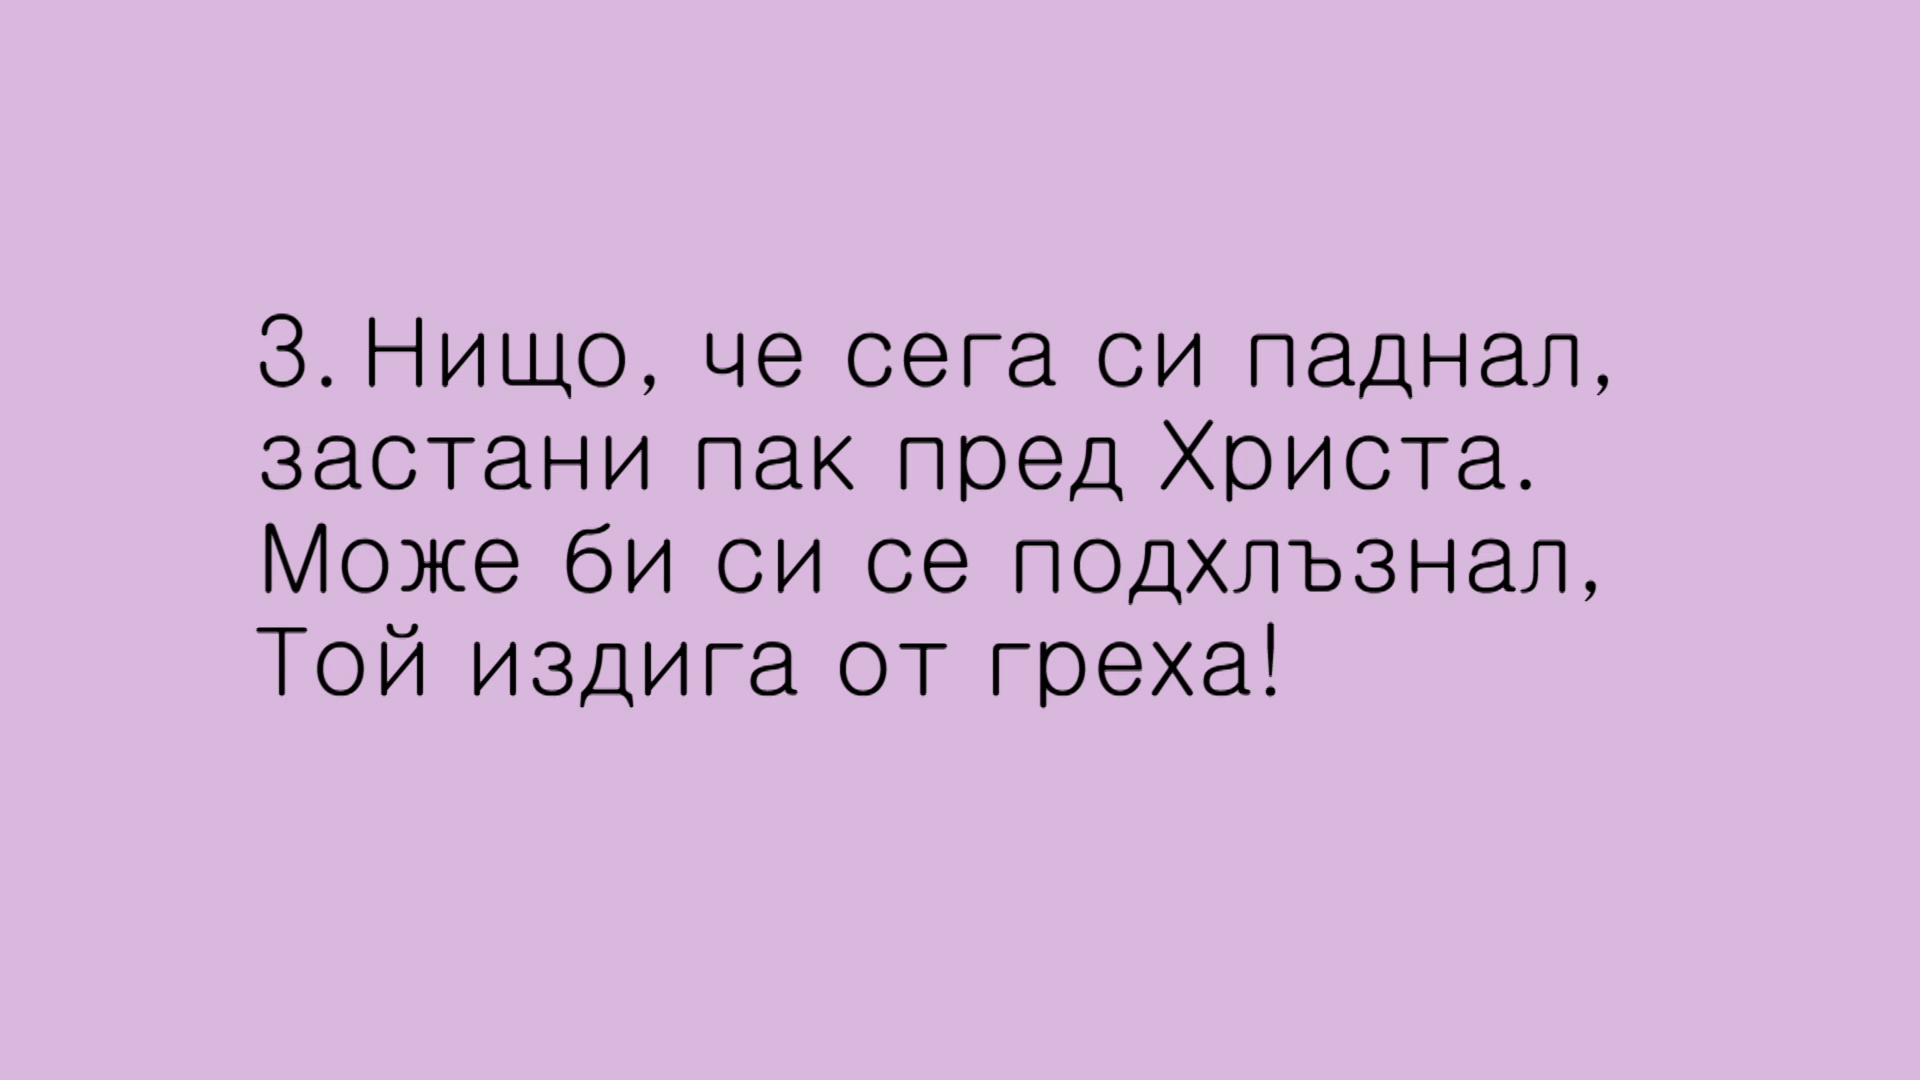 3. Нищо, че сега си паднал,
застани пак пред Христа.
Може би си се подхлъзнал,
Той издига от греха!